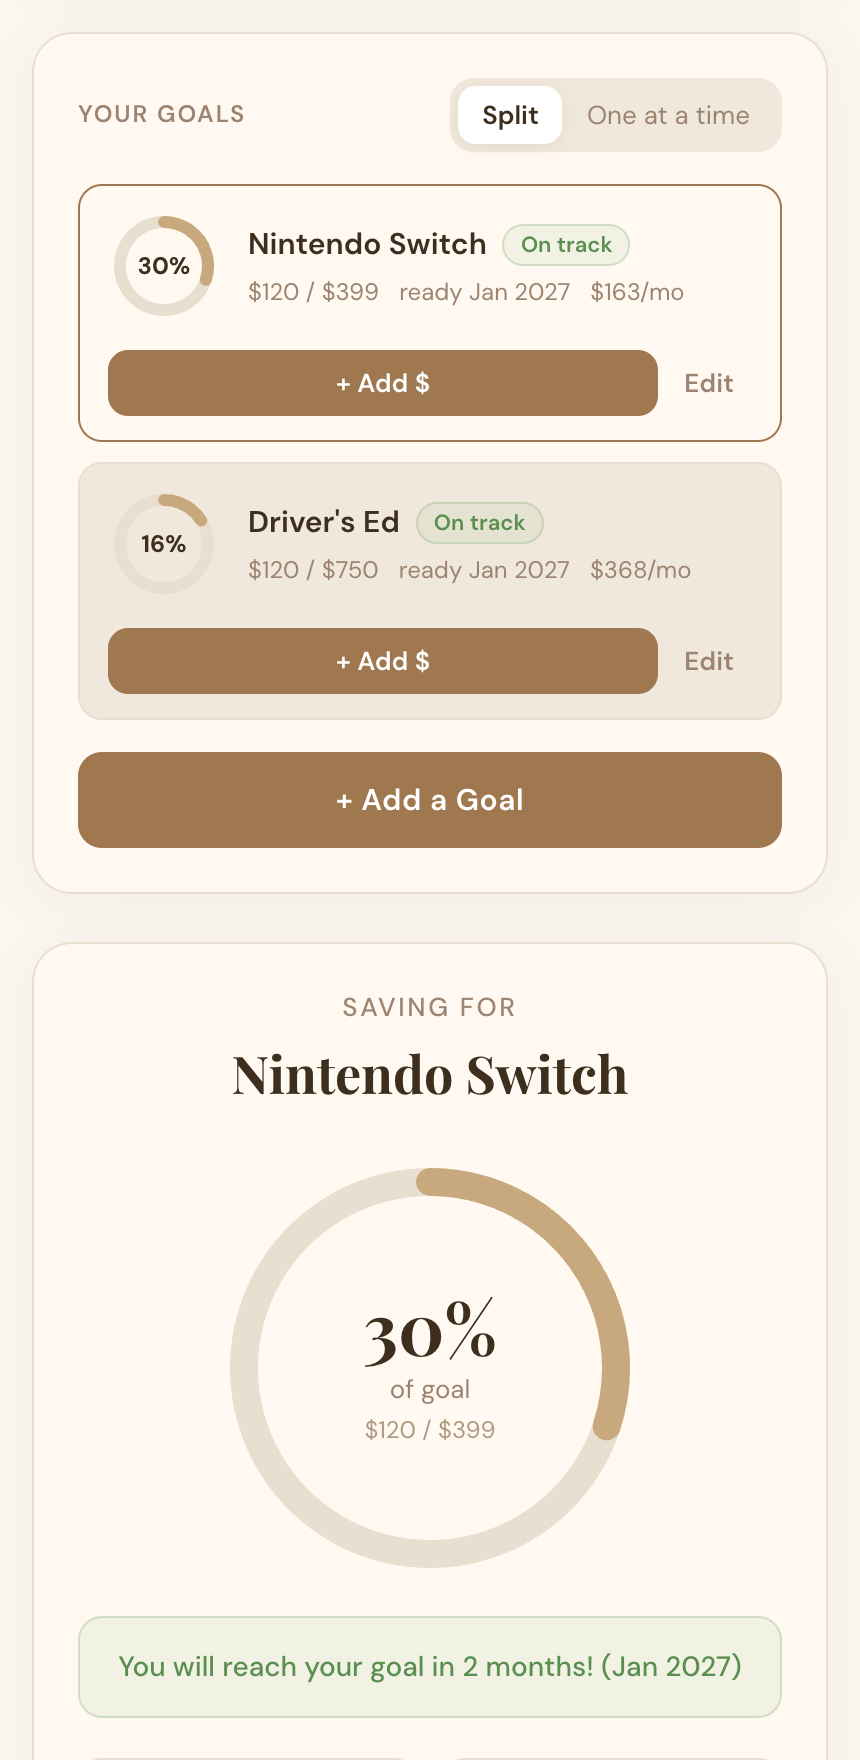 YOUR GOALS
Split
One at a time
30%
Nintendo Switch
On track
$120 / $399 ready Jan 2027 $163/mo
+ Add $
Edit
16%
Driver's Ed
On track
$120 / $750 ready Jan 2027 $368/mo
+ Add $
Edit
+ Add a Goal
SAVING FOR
Nintendo Switch
30%
of goal
$120 / $399
You will reach your goal in 2 months! (Jan 2027)